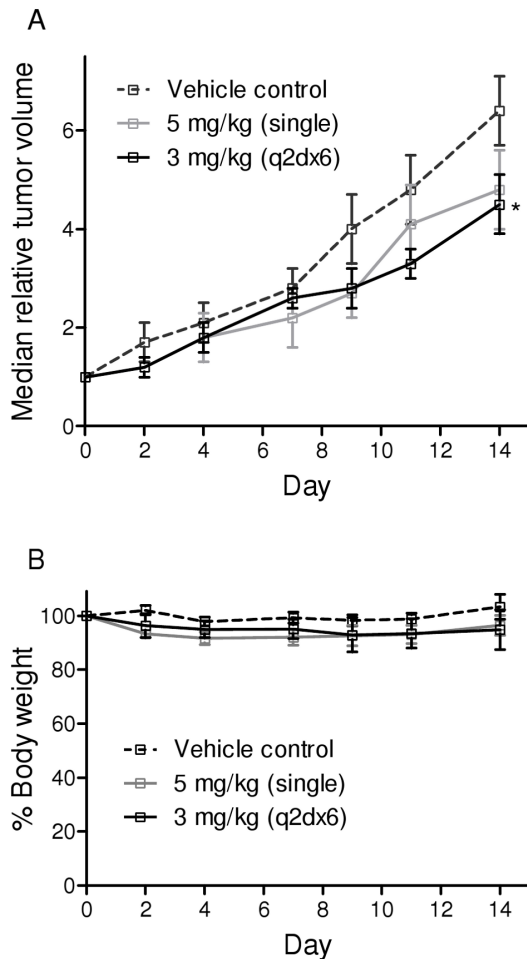 A
Median relative tumor volume
6
4
2
0
Vehicle control
5 mg/kg (single)
3 mg/kg (q2dx6)
*
0 2 4 6 8 10 12 14
Day
B
% Body weight
100
80
60
40
20
0
Vehicle control
5 mg/kg (single)
3 mg/kg (q2dx6)
0 2 4 6 8 10 12 14
Day